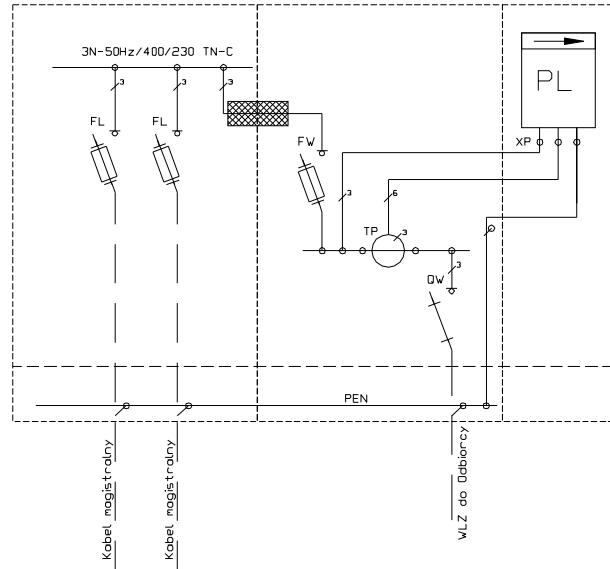 3N-50Hz/400/230 TN-C
PL
3
3
3
FL
FL
FW
XP
3
6
TP
3
3
QW
PEN
Kabel magistralny
Kabel magistralny
WLZ do Odbiorcy